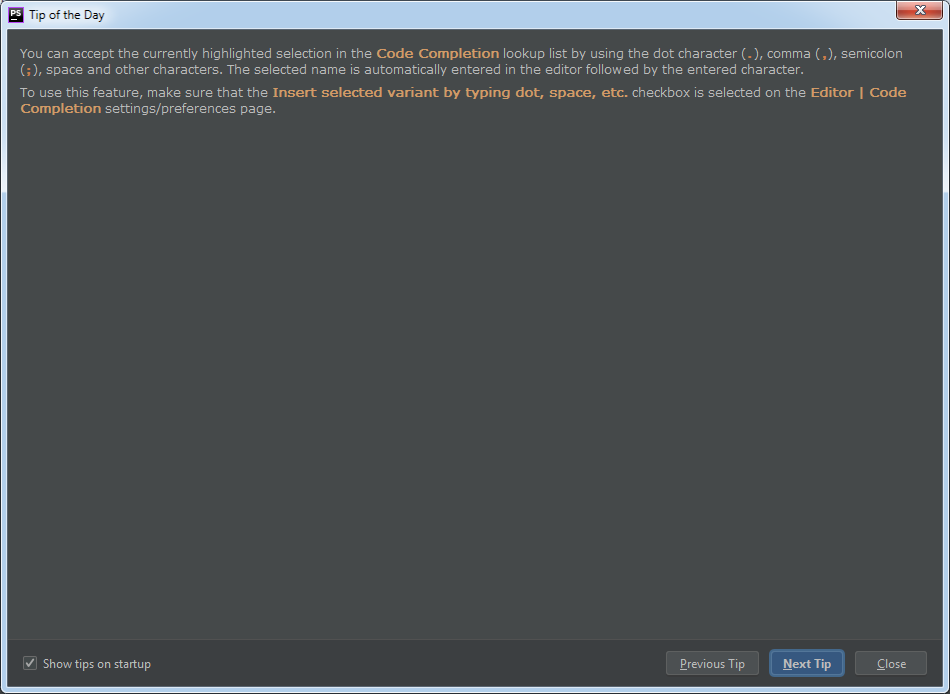 PS Tip of the Day
You can accept the currently highlighted selection in the Code Completion lookup list by using the dot character (.), comma (,), semicolon
(;), space and other characters. The selected name is automatically entered in the editor followed by the entered character.
To use this feature, make sure that the Insert selected variant by typing dot, space, etc. checkbox is selected on the Editor | Code
Completion settings/preferences page.
Show tips on startup
Previous Tip
Next Tip
Close